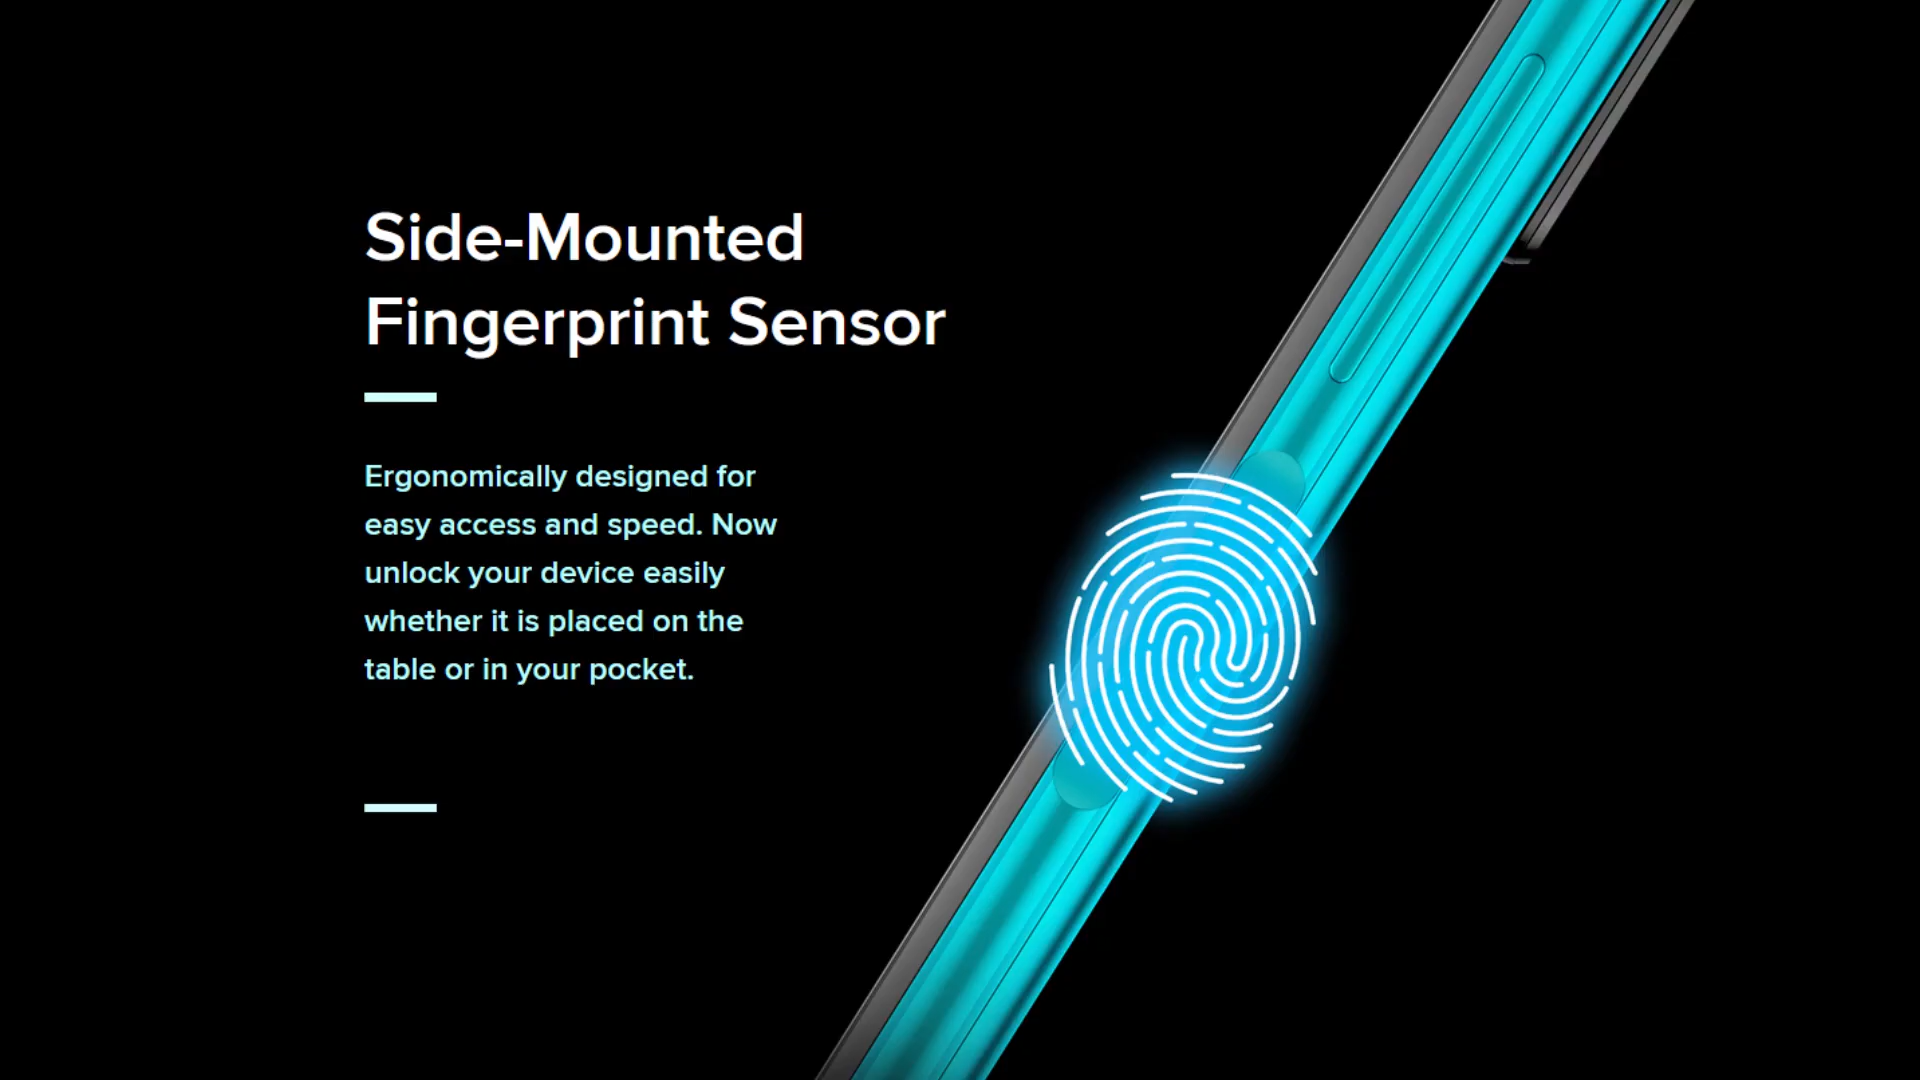 Side-Mounted
Fingerprint Sensor
Ergonomically designed for
easy access and speed. Now
unlock your device easily
whether it is placed on the
table or in your pocket.